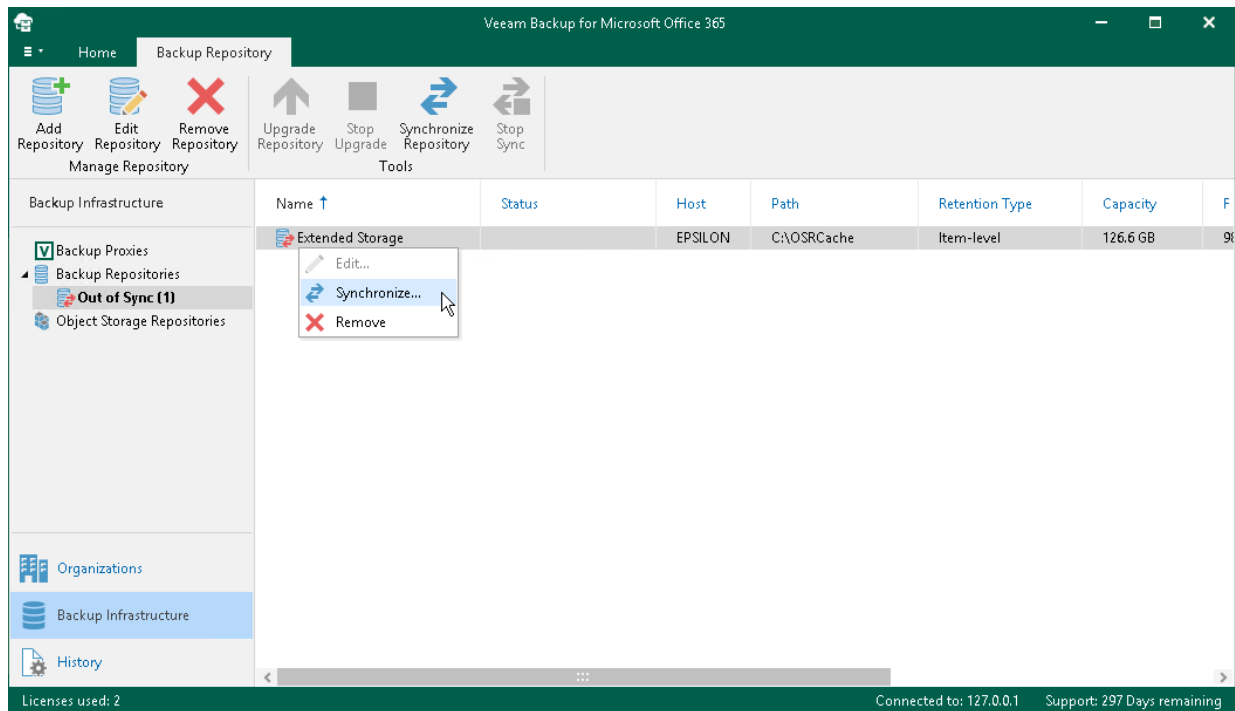 Veeam Backup for Microsoft Office 365
Home Backup Repository
Add Repository Edit Repository Remove Repository Upgrade Repository Stop Upgrade Synchronize Repository Stop Sync
Manage Repository Tools
Backup Infrastructure
Name Status Host Path Retention Type Capacity F
Extended Storage EPSILON C:\OSRCache Item-level 126.6 GB 98
Backup Proxies
Backup Repositories
Out of Sync (1)
Object Storage Repositories
Edit...
Synchronize...
Remove
Organizations
Backup Infrastructure
History
Licenses used: 2 Connected to: 127.0.0.1 Support: 297 Days remaining